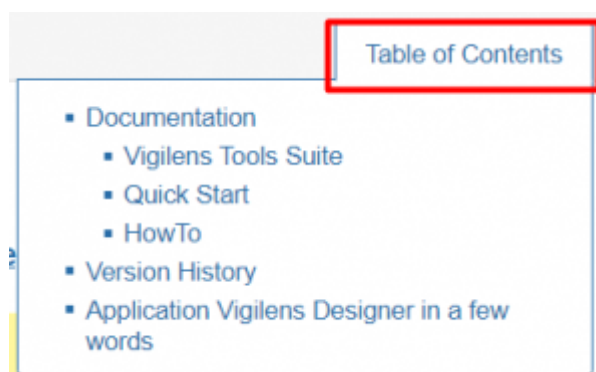 Table of Contents
Documentation
Vigilens Tools Suite
Quick Start
HowTo
Version History
Application Vigilens Designer in a few
words